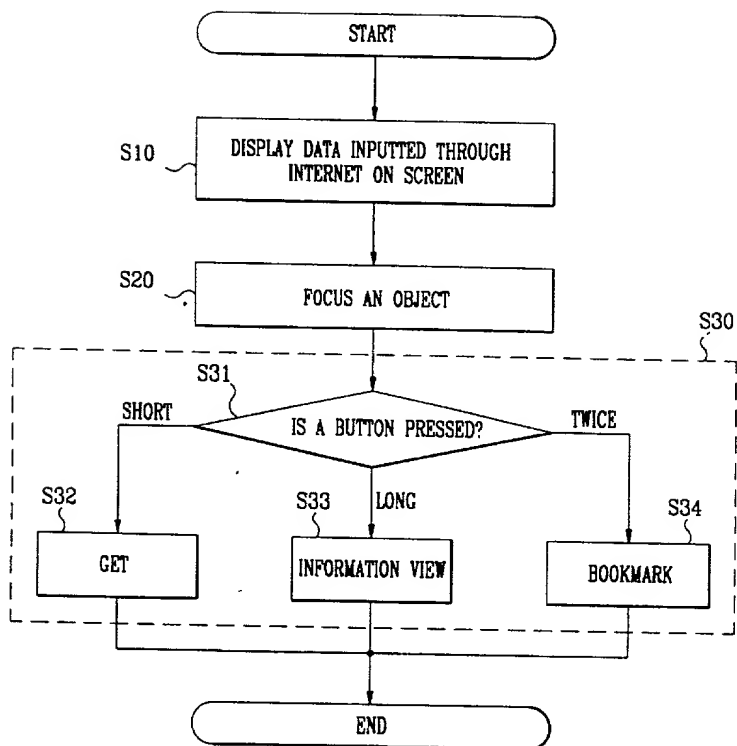 START
S10
DISPLAY DATA INPUTTED THROUGH
INTERNET ON SCREEN
S20
FOCUS AN OBJECT
S30
S31
SHORT
IS A BUTTON PRESSED?
TWICE
LONG
S32
S33
S34
GET
INFORMATION VIEW
BOOKMARK
END